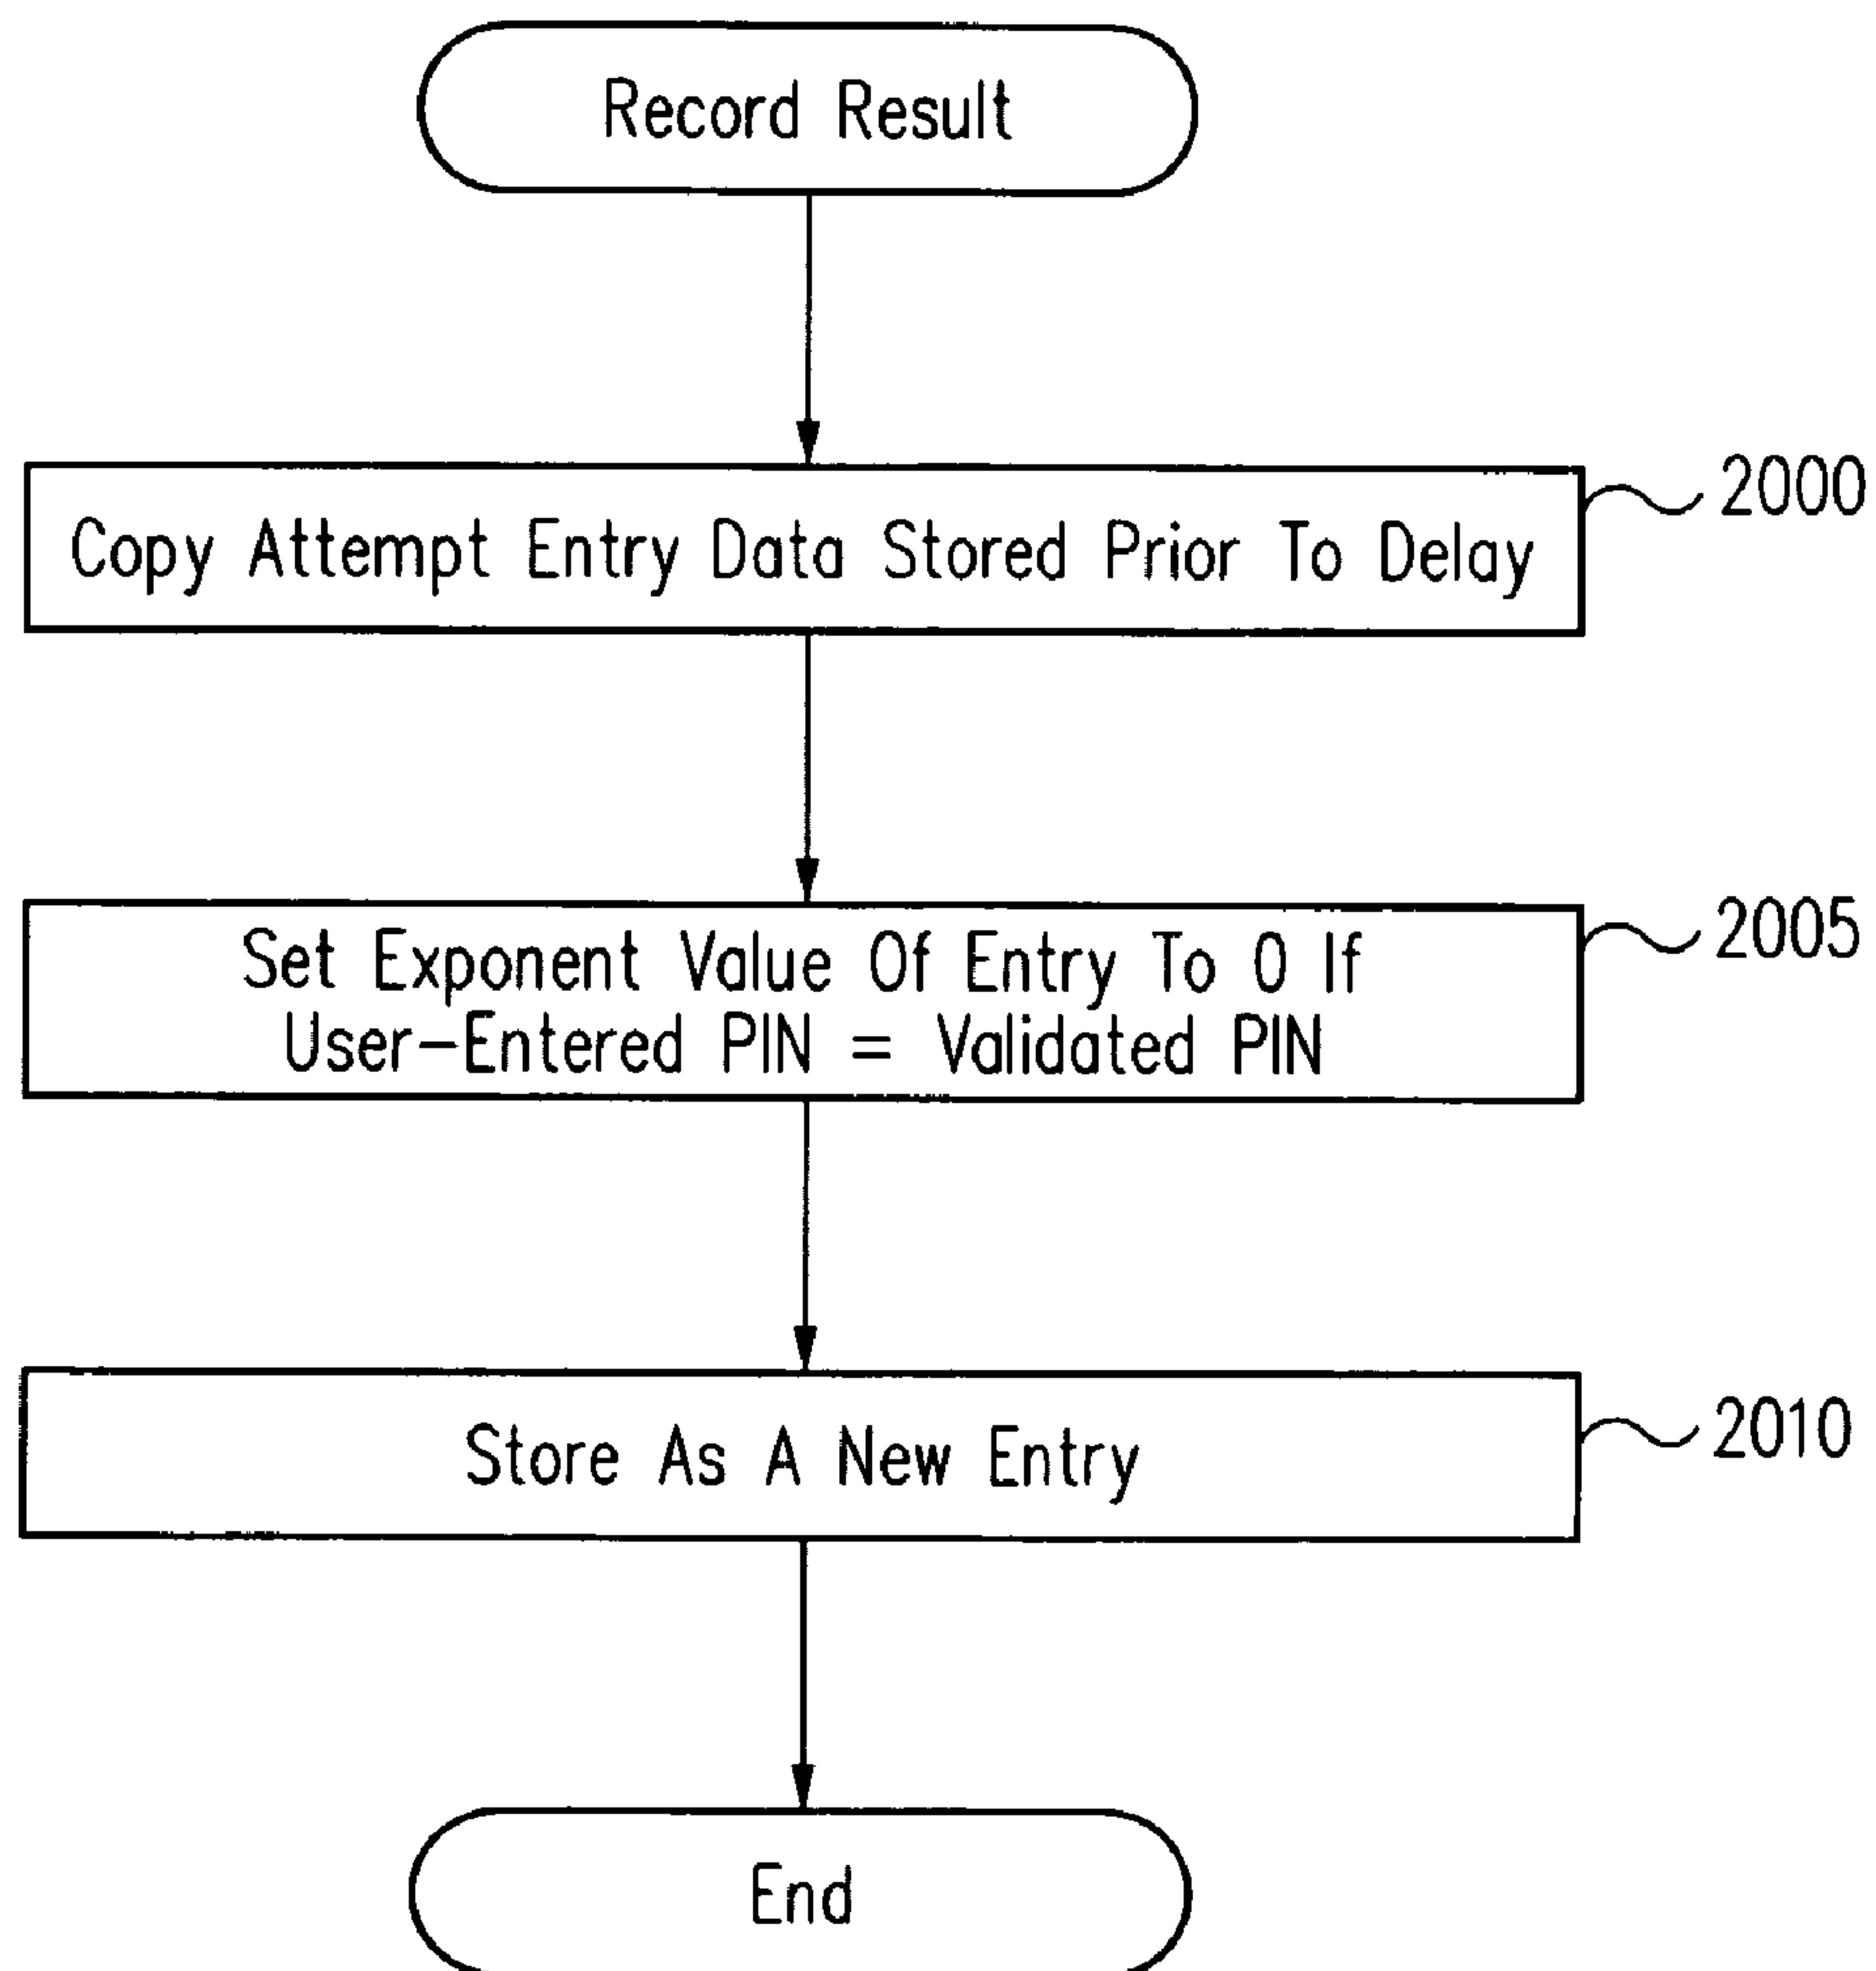 Record Result
2000
Copy Attempt Entry Data Stored Prior To Delay
2005
Set Exponent Value Of Entry To 0 If
User-Entered PIN = Validated PIN
2010
Store As A New Entry
End